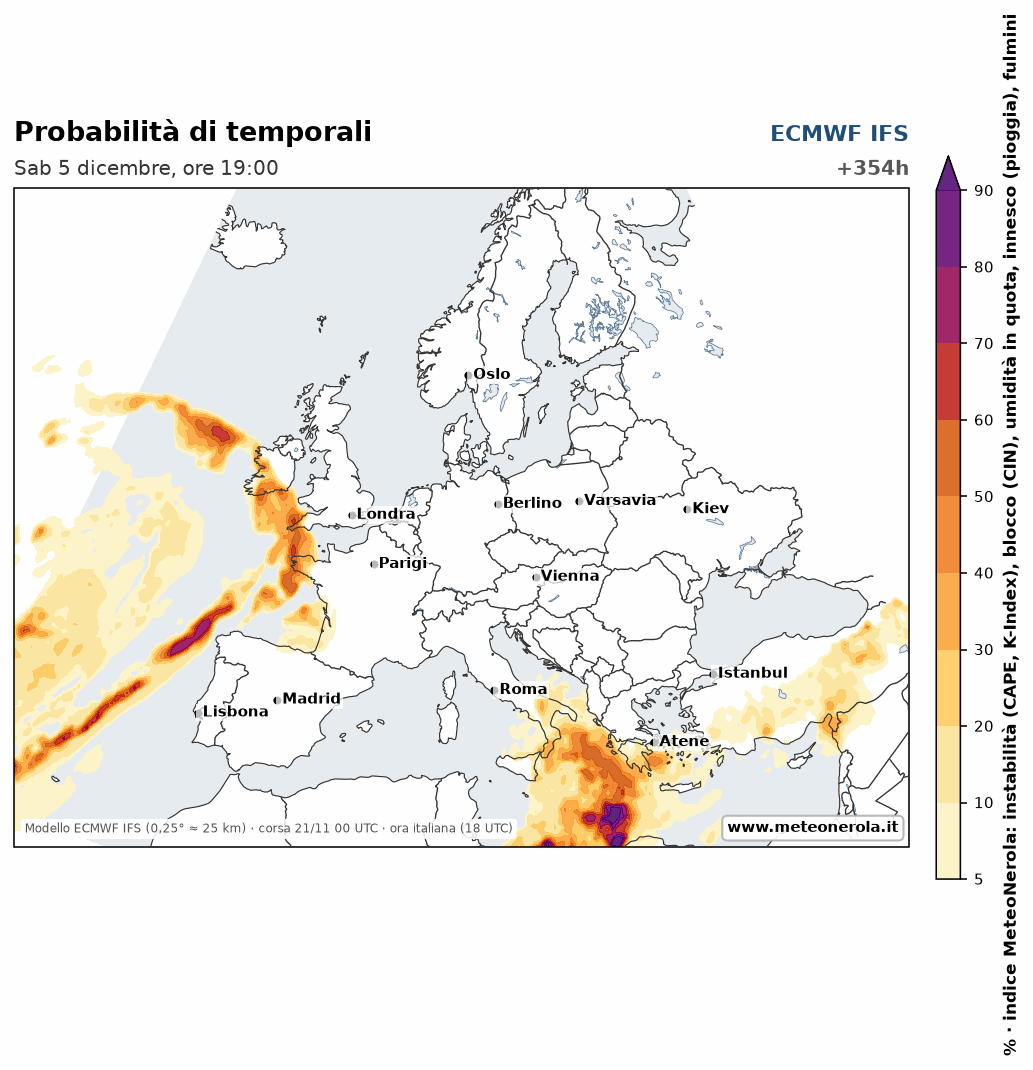 Probabilità di temporali
ECMWF IFS
Sab 5 dicembre, ore 19:00
+354h
Oslo
Londra
Berlino
Varsavia
Kiev
Parigi
Vienna
Istanbul
Roma
Madrid
Lisbona
Atene
Modello ECMWF IFS (0,25° ≈ 25 km) · corsa 21/11 00 UTC · ora italiana (18 UTC)
www.meteonerola.it
90
80
70
60
50
40
30
20
10
5
% · indice MeteoNerola: instabilità (CAPE, K-Index), blocco (CIN), umidità in quota, innesco (pioggia), fulmini